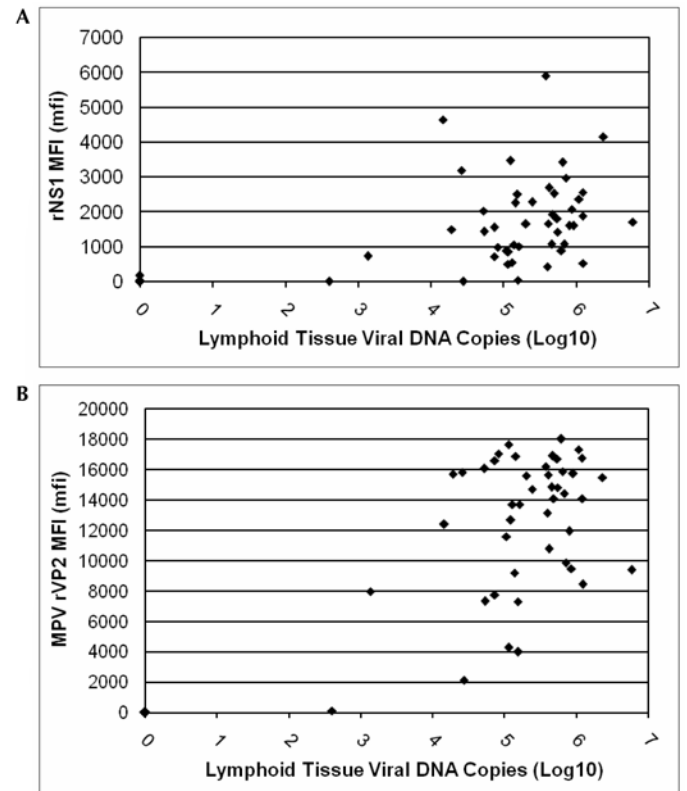 A
7000
6000
5000
4000
3000
2000
1000
0
rNS1 MFI (mfi)
0 1 2 3 4 5 6 7
Lymphoid Tissue Viral DNA Copies (Log10)
B
20000
18000
16000
14000
12000
10000
8000
6000
4000
2000
0
MPV rVP2 MFI (mfi)
0 1 2 3 4 5 6 7
Lymphoid Tissue Viral DNA Copies (Log10)